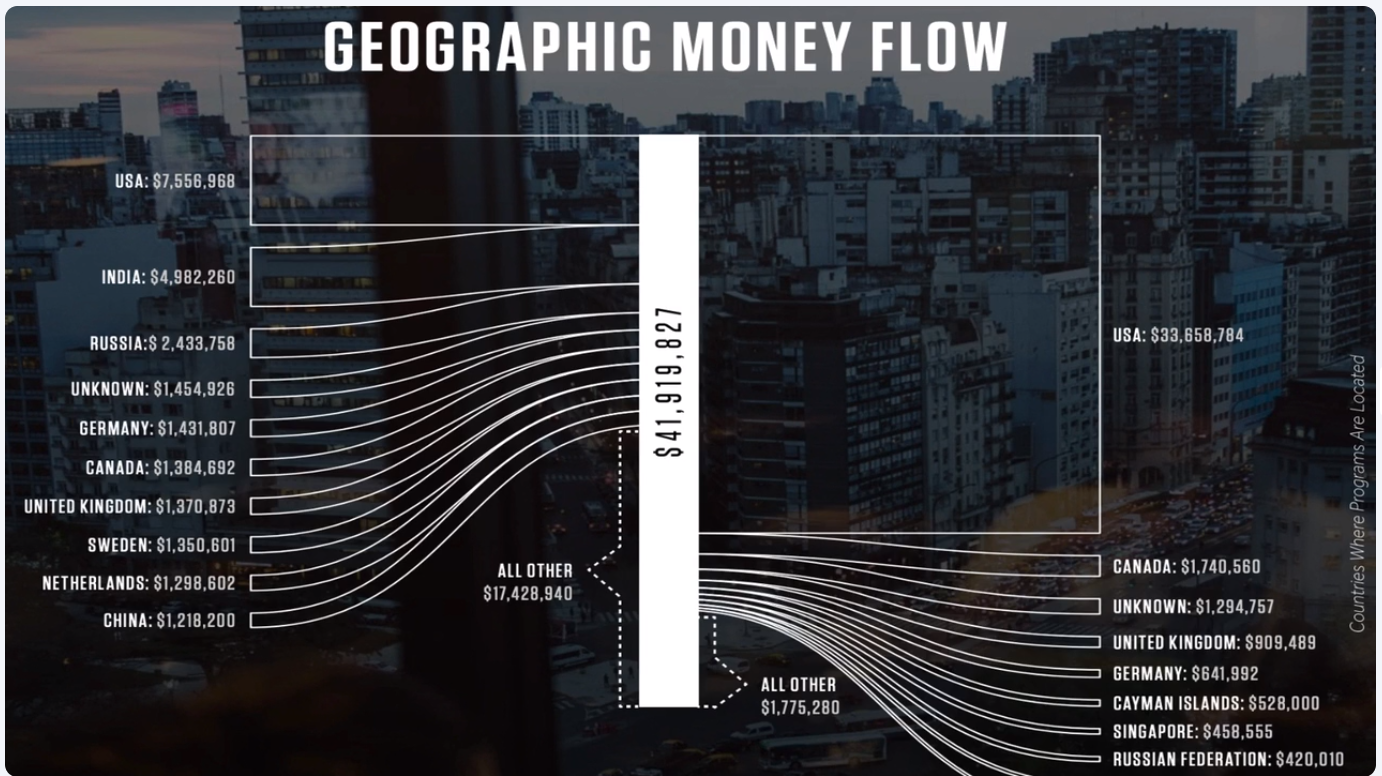 GEOGRAPHIC MONEY FLOW
USA: $7,556,968
INDIA: $4,982,260
RUSSIA:$ 2,433,758
UNKNOWN: $1,454,926
GERMANY: $1,431,807
CANADA: $1,384,692
UNITED KINGDOM: $1,370,873
SWEDEN: $1,350,601
NETHERLANDS: $1,298,602
CHINA: $1,218,200
ALL OTHER
$17,428,940
$41,919,827
USA: $33,658,784
CANADA: $1,740,560
UNKNOWN: $1,294,757
UNITED KINGDOM: $909,489
GERMANY: $641,992
CAYMAN ISLANDS: $528,000
SINGAPORE: $458,555
RUSSIAN FEDERATION: $420,010
ALL OTHER
$1,775,280
Countries Where Programs Are Located